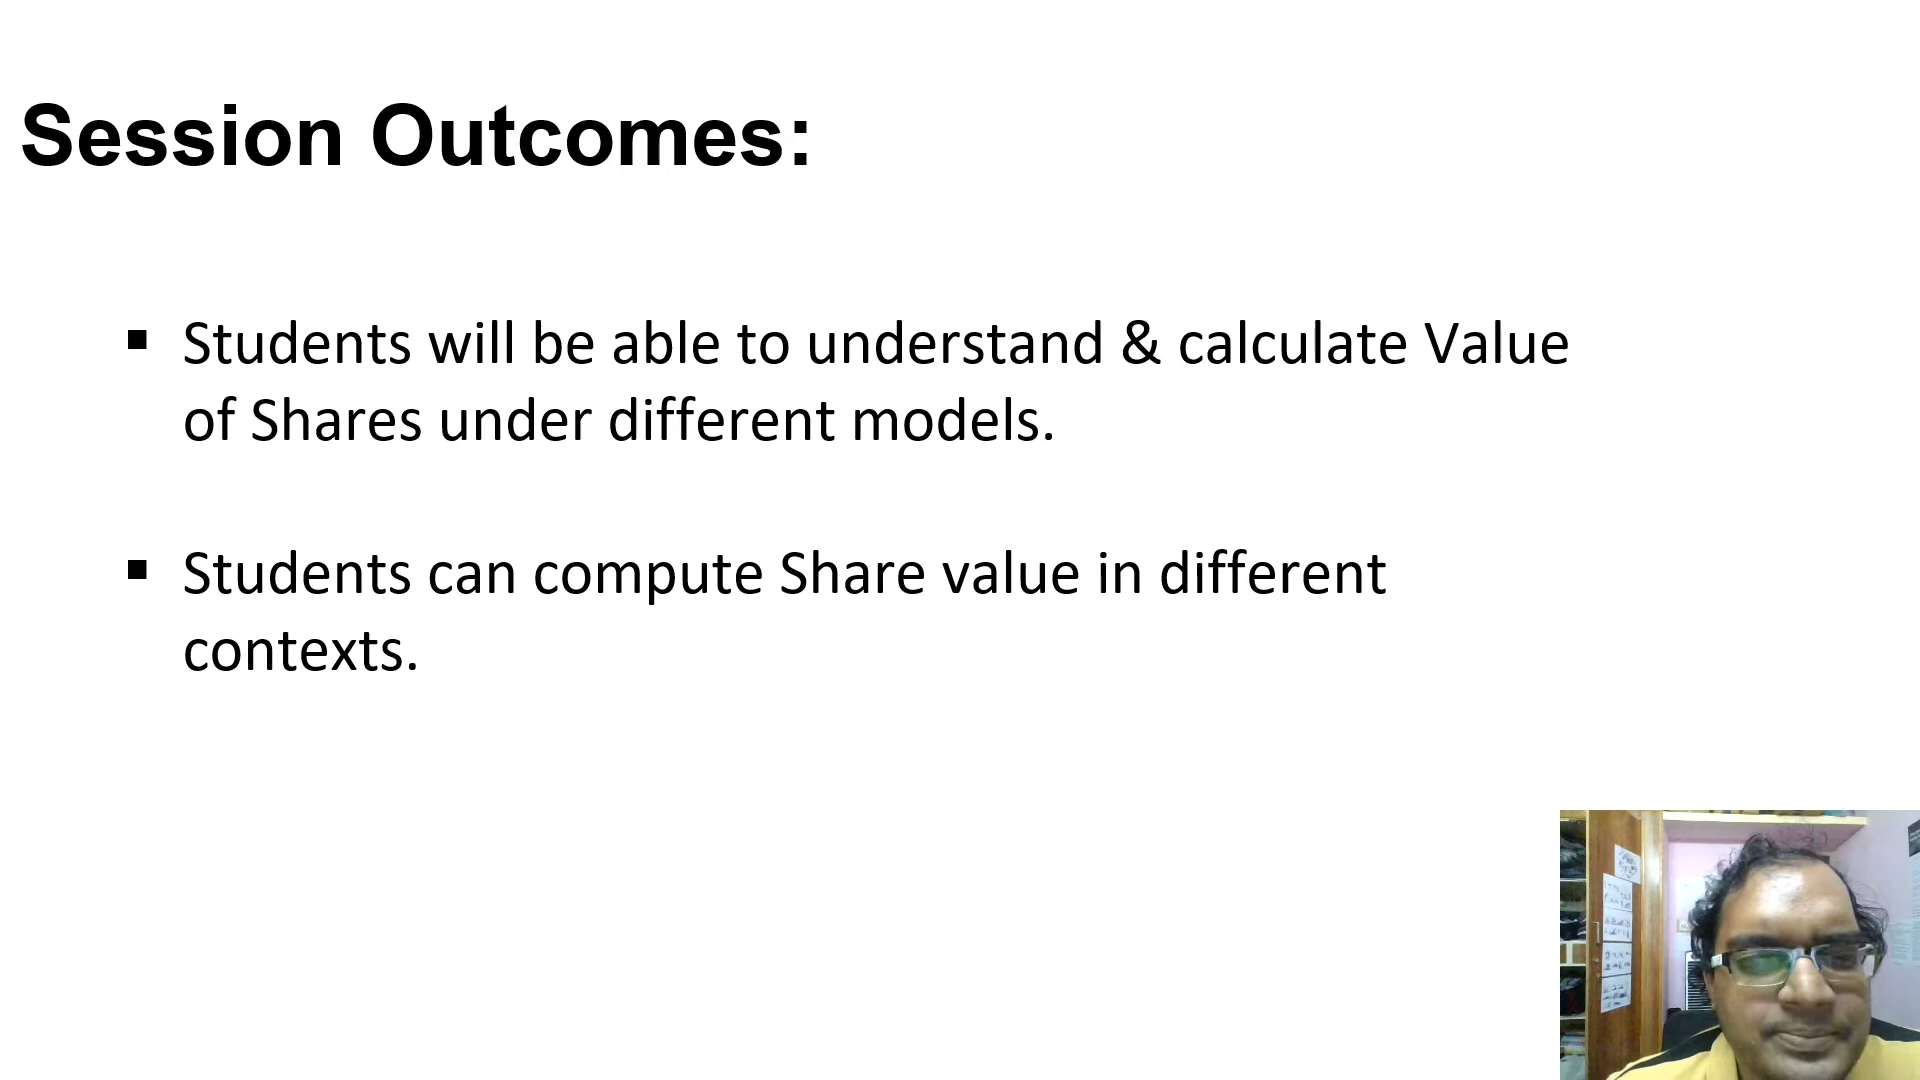 Session Outcomes:
▪ Students will be able to understand & calculate Value
of Shares under different models.
▪ Students can compute Share value in different
contexts.